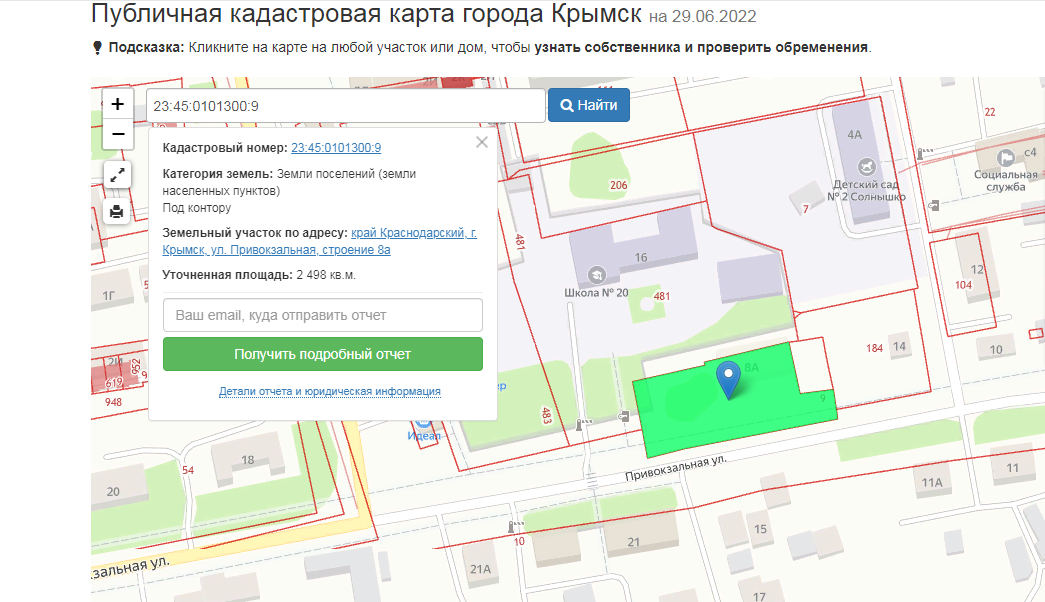 Публичная кадастровая карта города Крымск на 29.06.2022
Подсказка: Кликните на карте на любой участок или дом, чтобы узнать собственника и проверить обременения.
+
−
23:45:0101300:9
Найти
Кадастровый номер: 23:45:0101300:9
Категория земель: Земли поселений (земли
населенных пунктов)
Под контору
Земельный участок по адресу: край Краснодарский, г.
Крымск, ул. Привокзальная, строение 8а
Уточненная площадь: 2 498 кв.м.
Ваш email, куда отправить отчет
Получить подробный отчет
Детали отчета и юридическая информация
22
4А
с4
Социальная
служба
206
Детский сад
№ 2 Солнышко
7
481
16
12
Школа № 20
481
104
1Г
184
14
10
2И
952
619
948
8А
9
483
Идеал
54
18
Привокзальная ул.
20
11
11А
15
10
21
21А
зальная ул.
17